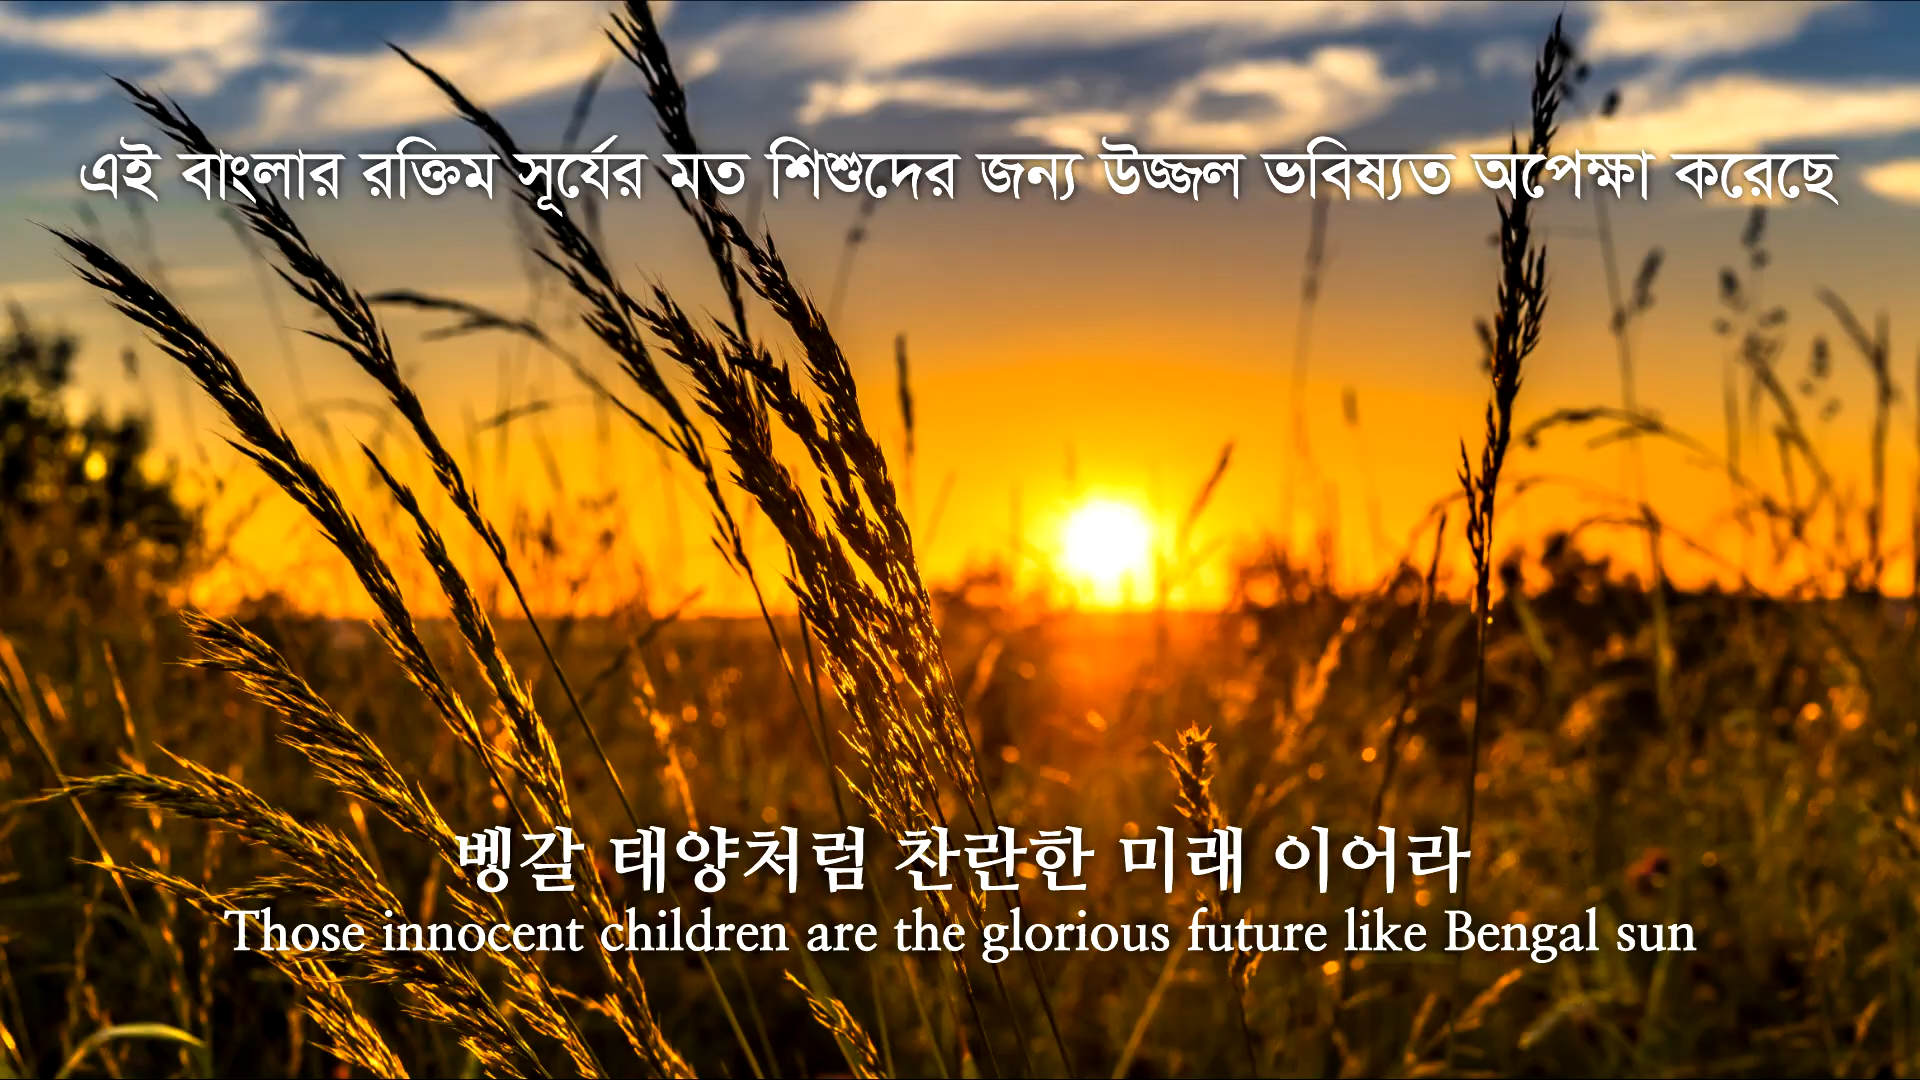 এই বাংলার রক্তিম সূর্যের মত শিশুদের জন্য উজ্জল ভবিষ্যত অপেক্ষা করেছে
벵갈 태양처럼 찬란한 미래 이어라
Those innocent children are the glorious future like Bengal sun